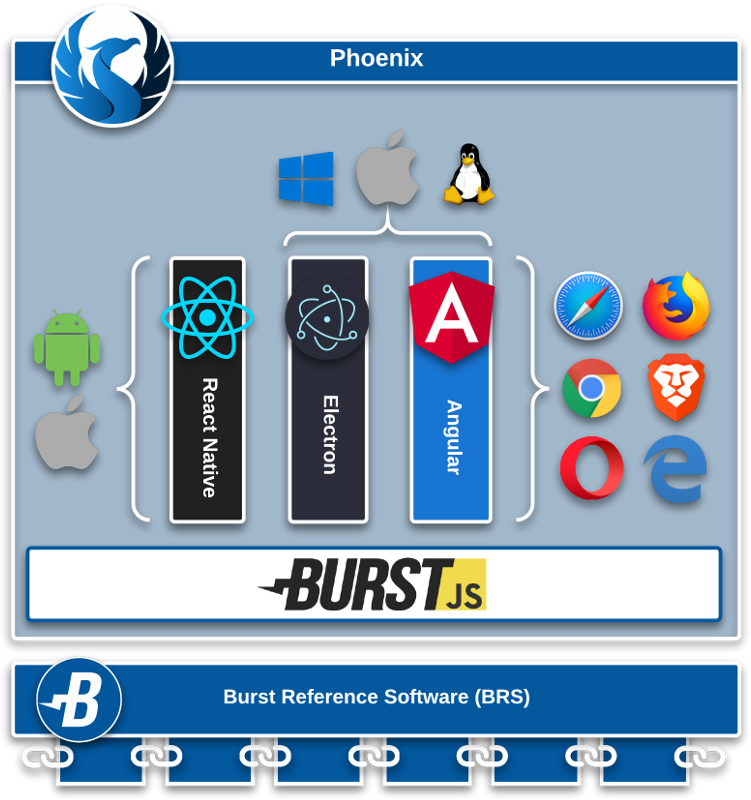 Phoenix
React Native
Electron
Angular
BURST JS
Burst Reference Software (BRS)